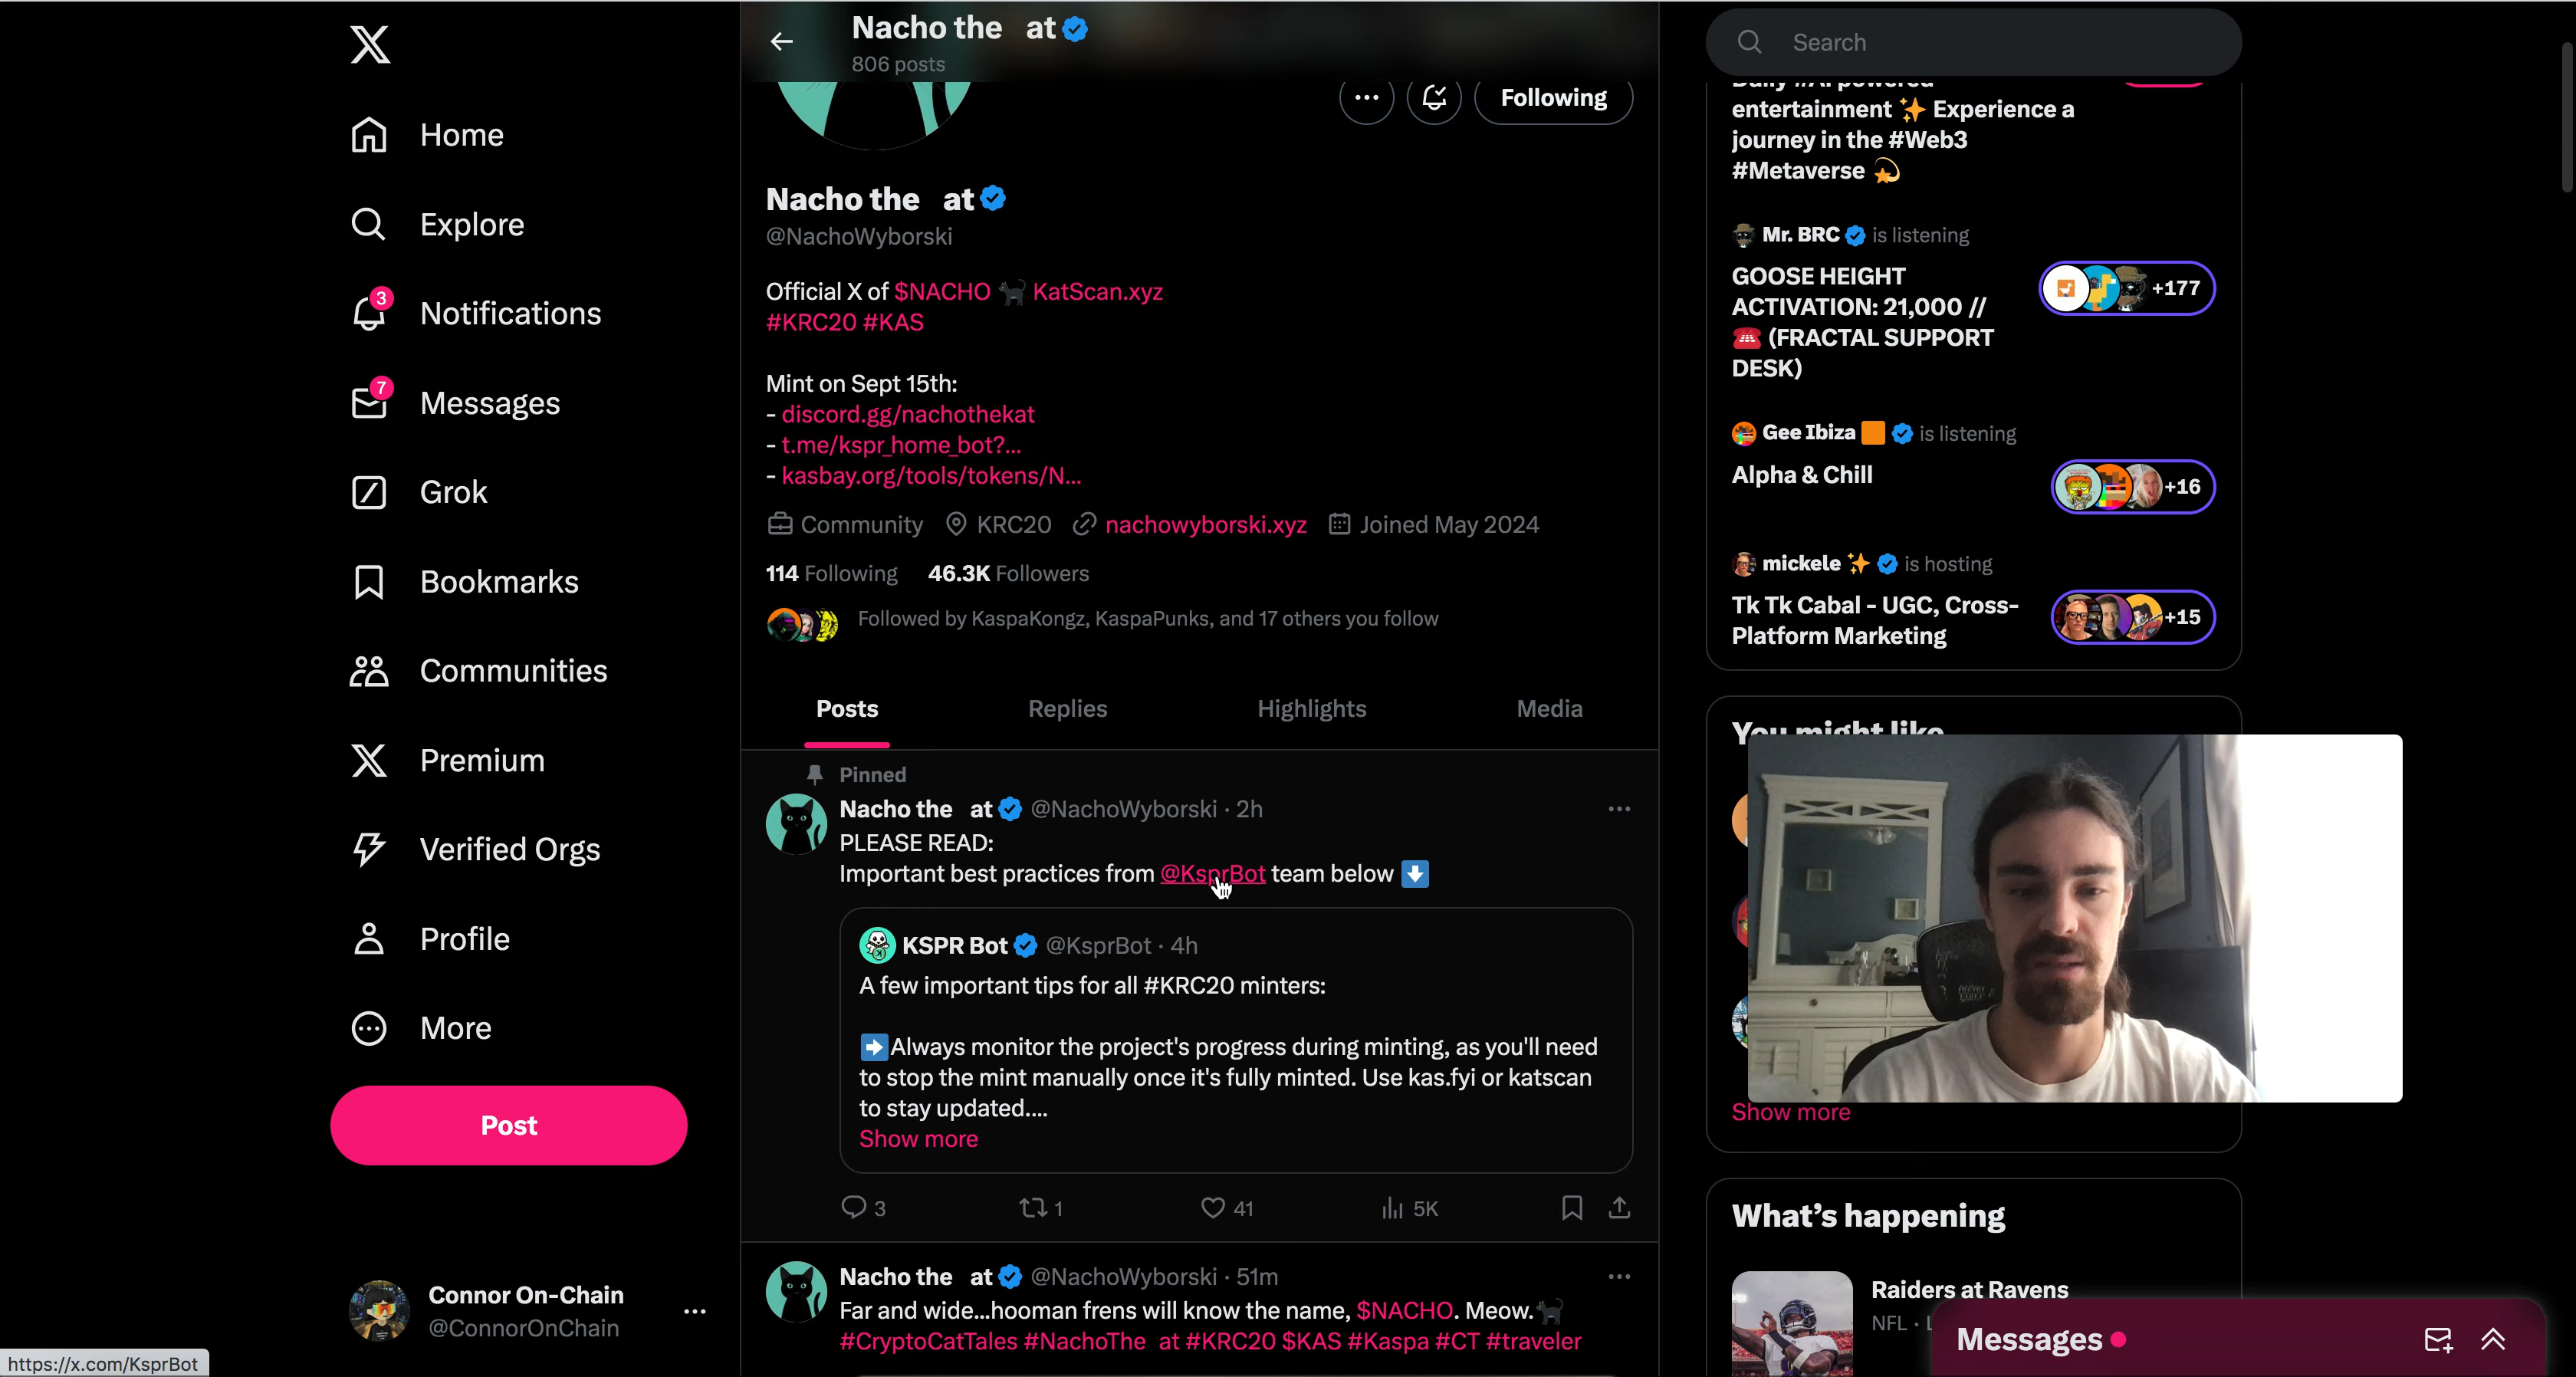 Home
Explore
3
Notifications
7
Messages
Grok
Bookmarks
Communities
Premium
Verified Orgs
Profile
More
Post
Connor On-Chain
@ConnorOnChain
https://x.com/KsprBot
Nacho the at
806 posts
Following
Nacho the at
@NachoWyborski
Official X of $NACHO 🐈‍⬛ KatScan.xyz
#KRC20 #KAS
Mint on Sept 15th:
- discord.gg/nachothekat
- t.me/kspr_home_bot?...
- kasbay.org/tools/tokens/N...
Community KRC20 nachowyborski.xyz Joined May 2024
114 Following 46.3K Followers
Followed by KaspaKongz, KaspaPunks, and 17 others you follow
Posts Replies Highlights Media
Pinned
Nacho the at @NachoWyborski · 2h
PLEASE READ:
Important best practices from @KsprBot team below ⬇️
KSPR Bot @KsprBot · 4h
A few important tips for all #KRC20 minters:
➡️Always monitor the project's progress during minting, as you'll need
to stop the mint manually once it's fully minted. Use kas.fyi or katscan
to stay updated....
Show more
3 1 41 5K
Nacho the at @NachoWyborski · 51m
Far and wide...hooman frens will know the name, $NACHO. Meow.🐈‍⬛
#CryptoCatTales #NachoThe at #KRC20 $KAS #Kaspa #CT #traveler
Search
Daily #AI powered
entertainment ✨ Experience a
journey in the #Web3
#Metaverse 💫
Mr. BRC is listening
GOOSE HEIGHT
ACTIVATION: 21,000 //
☎️ (FRACTAL SUPPORT
DESK)
+177
Gee Ibiza 🟧 is listening
Alpha & Chill
+16
mickele ✨ is hosting
Tk Tk Cabal - UGC, Cross-
Platform Marketing
+15
You might like
Show more
What's happening
Raiders at Ravens
NFL · L
Messages